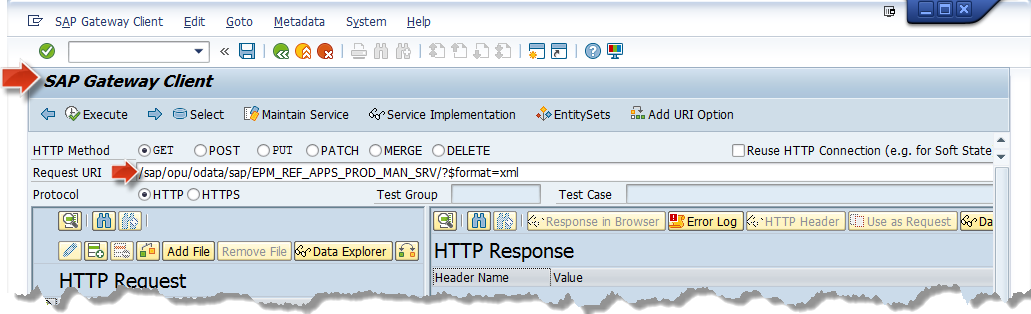 SAP Gateway Client Edit Goto Metadata System Help
SAP Gateway Client
Execute Select Maintain Service Service Implementation EntitySets Add URI Option
HTTP Method GET POST PUT PATCH MERGE DELETE Reuse HTTP Connection (e.g. for Soft State
Request URI /sap/opu/odata/sap/EPM_REF_APPS_PROD_MAN_SRV/?$format=xml
Protocol HTTP HTTPS Test Group Test Case
Response in Browser Error Log HTTP Header Use as Request Da
Add File Remove File Data Explorer
HTTP Response
HTTP Request
Header Name Value